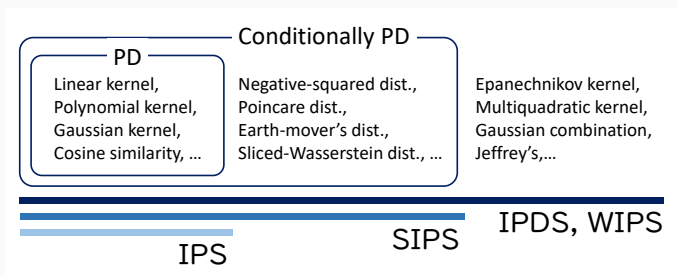 Conditionally PD
PD
Linear kernel,
Polynomial kernel,
Gaussian kernel,
Cosine similarity, ...
Negative-squared dist.,
Poincare dist.,
Earth-mover's dist.,
Sliced-Wasserstein dist., ...
Epanechnikov kernel,
Multiquadratic kernel,
Gaussian combination,
Jeffrey's,...
IPS
SIPS
IPDS, WIPS